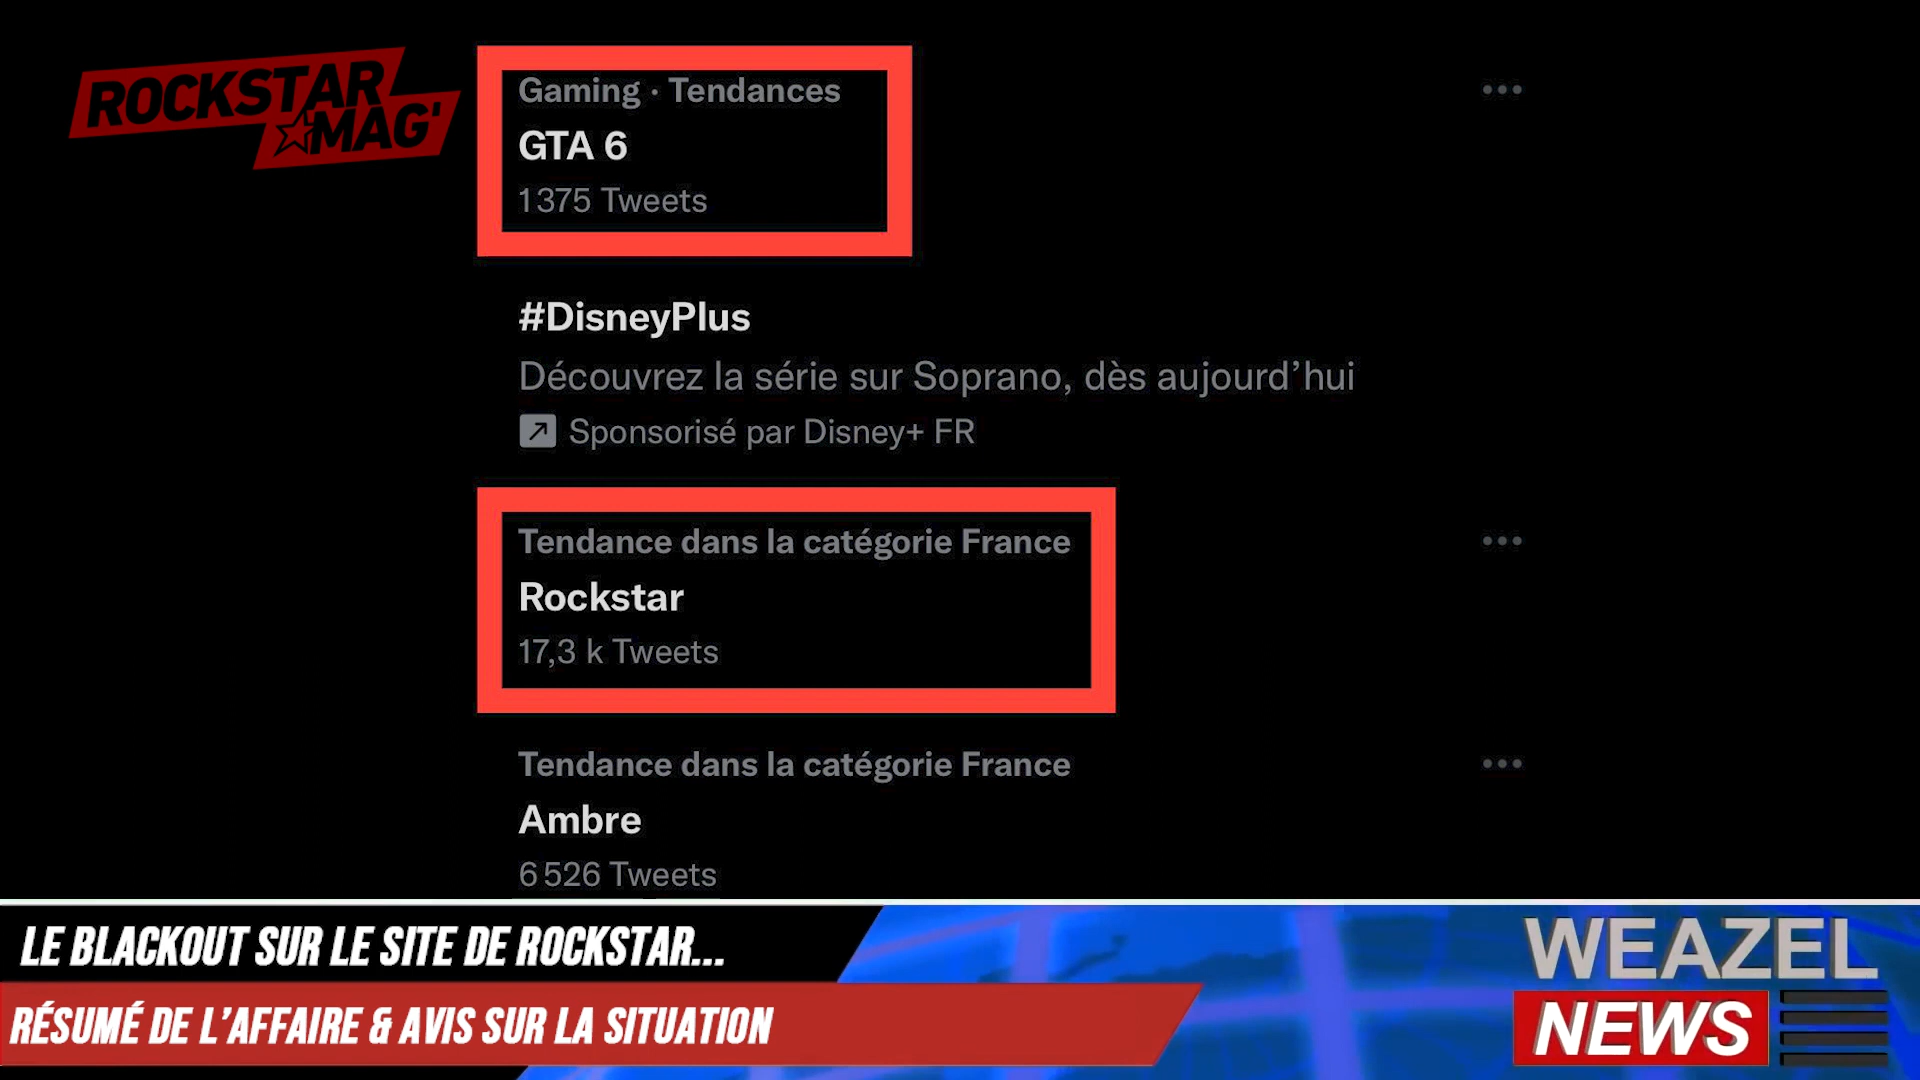 ROCKSTAR
MAG'
Gaming · Tendances
GTA 6
1 375 Tweets
#DisneyPlus
Découvrez la série sur Soprano, dès aujourd’hui
Sponsorisé par Disney+ FR
Tendance dans la catégorie France
Rockstar
17,3 k Tweets
Tendance dans la catégorie France
Ambre
6 526 Tweets
LE BLACKOUT SUR LE SITE DE ROCKSTAR...
RÉSUMÉ DE L’AFFAIRE & AVIS SUR LA SITUATION
WEAZEL
NEWS